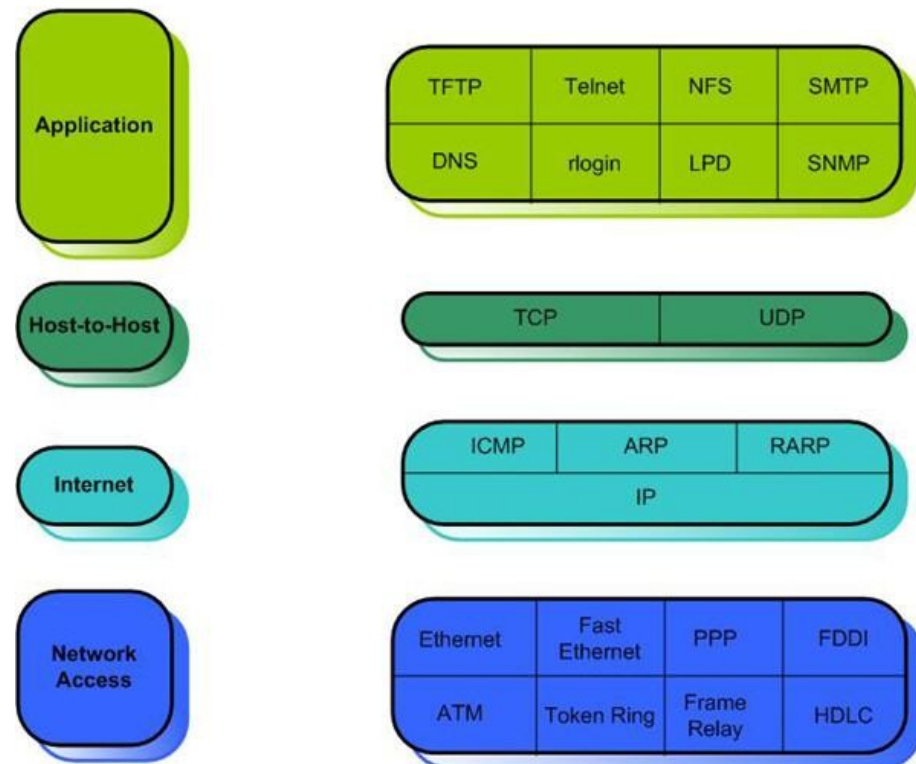 Application
TFTP Telnet NFS SMTP
DNS rlogin LPD SNMP
Host-to-Host
TCP UDP
Internet
ICMP ARP RARP
IP
Network
Access
Ethernet Fast
Ethernet PPP FDDI
ATM Token Ring Frame
Relay HDLC